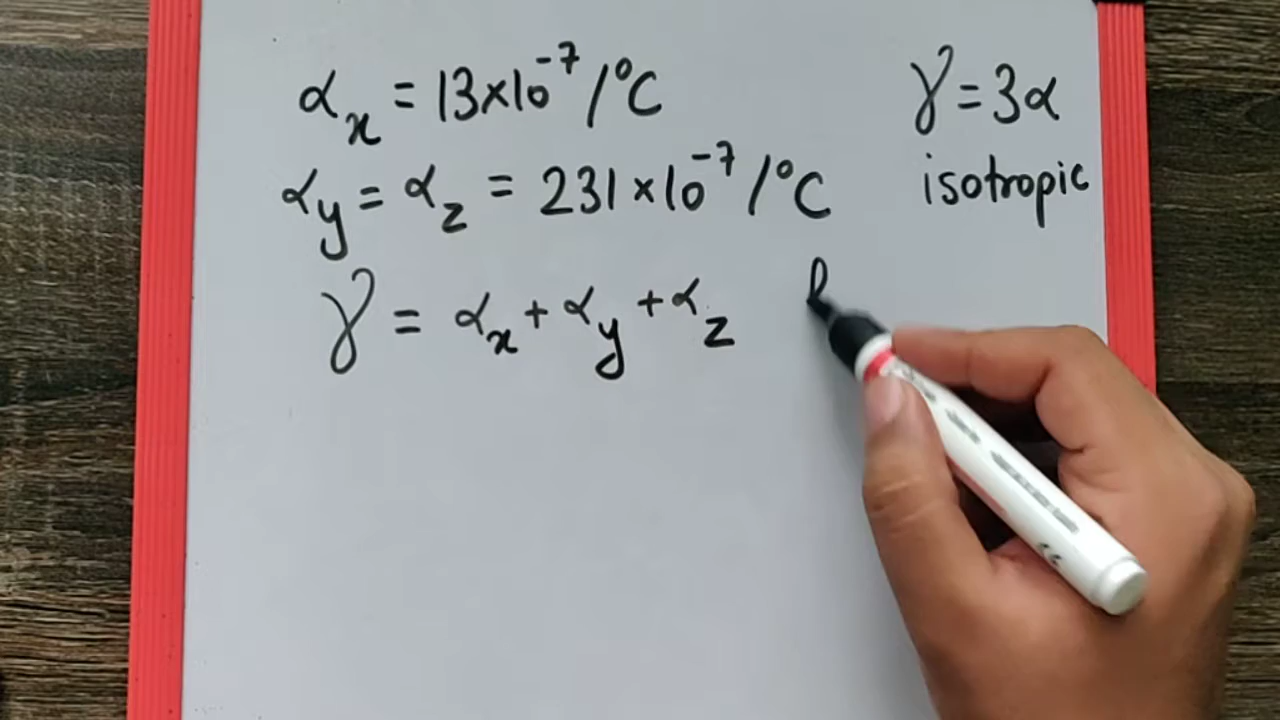 αx = 13×10⁻⁷ /°C
αy = αz = 231×10⁻⁷ /°C
γ = αx + αy + αz
γ = 3α
isotropic